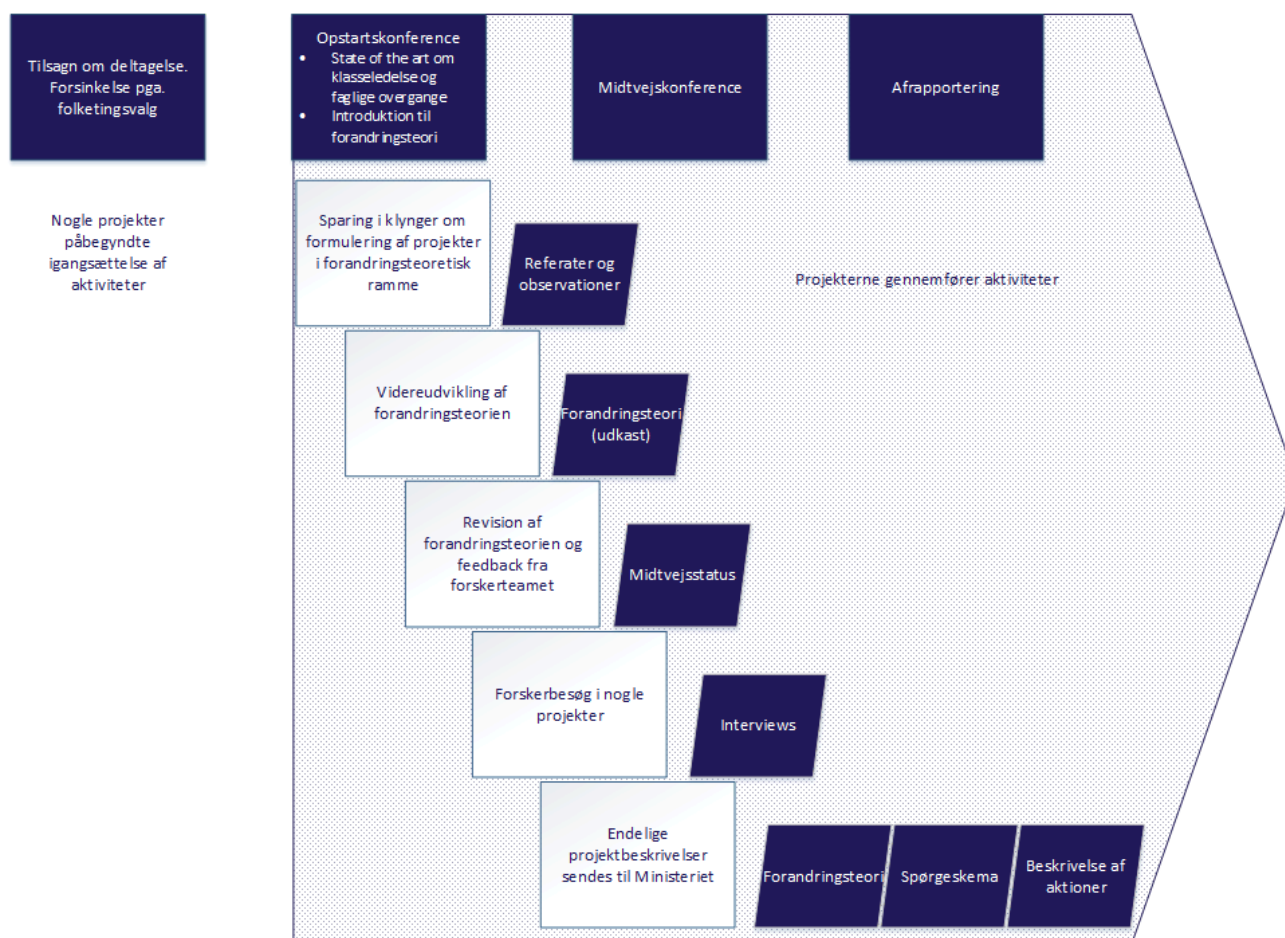 Tilsagn om deltagelse.
Forsinkelse pga.
folketingsvalg
Opstartskonference
• State of the art om
klasseledelse og
faglige overgange
• Introduktion til
forandringsteori
Midtvejskonference
Afrapportering
Nogle projekter
påbegyndte
igangsættelse af
aktiviteter
Sparing i klynger om
formulering af projekter
i forandringsteoretisk
ramme
Referater og
observationer
Projekterne gennemfører aktiviteter
Videreudvikling af
forandringsteorien
Forandringsteori
(udkast)
Revision af
forandringsteorien og
feedback fra
forskerteamet
Midtvejsstatus
Forskerbesøg i nogle
projekter
Interviews
Endelige
projektbeskrivelser
sendes til Ministeriet
Forandringsteori
Spørgeskema
Beskrivelse af
aktioner